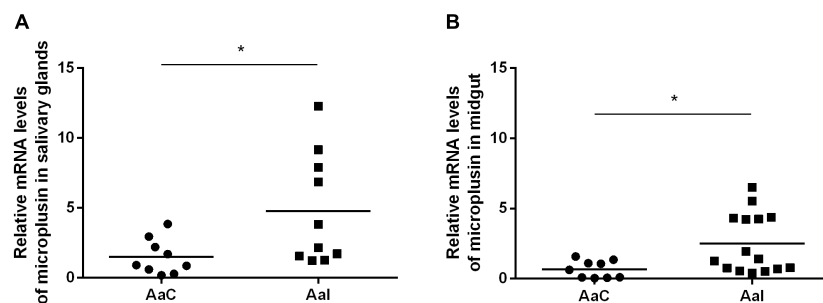 A
Relative mRNA levels
of microplusin in salivary glands
15
10
5
0
*
AaC
AaI
B
Relative mRNA levels
of microplusin in midgut
15
10
5
0
*
AaC
AaI